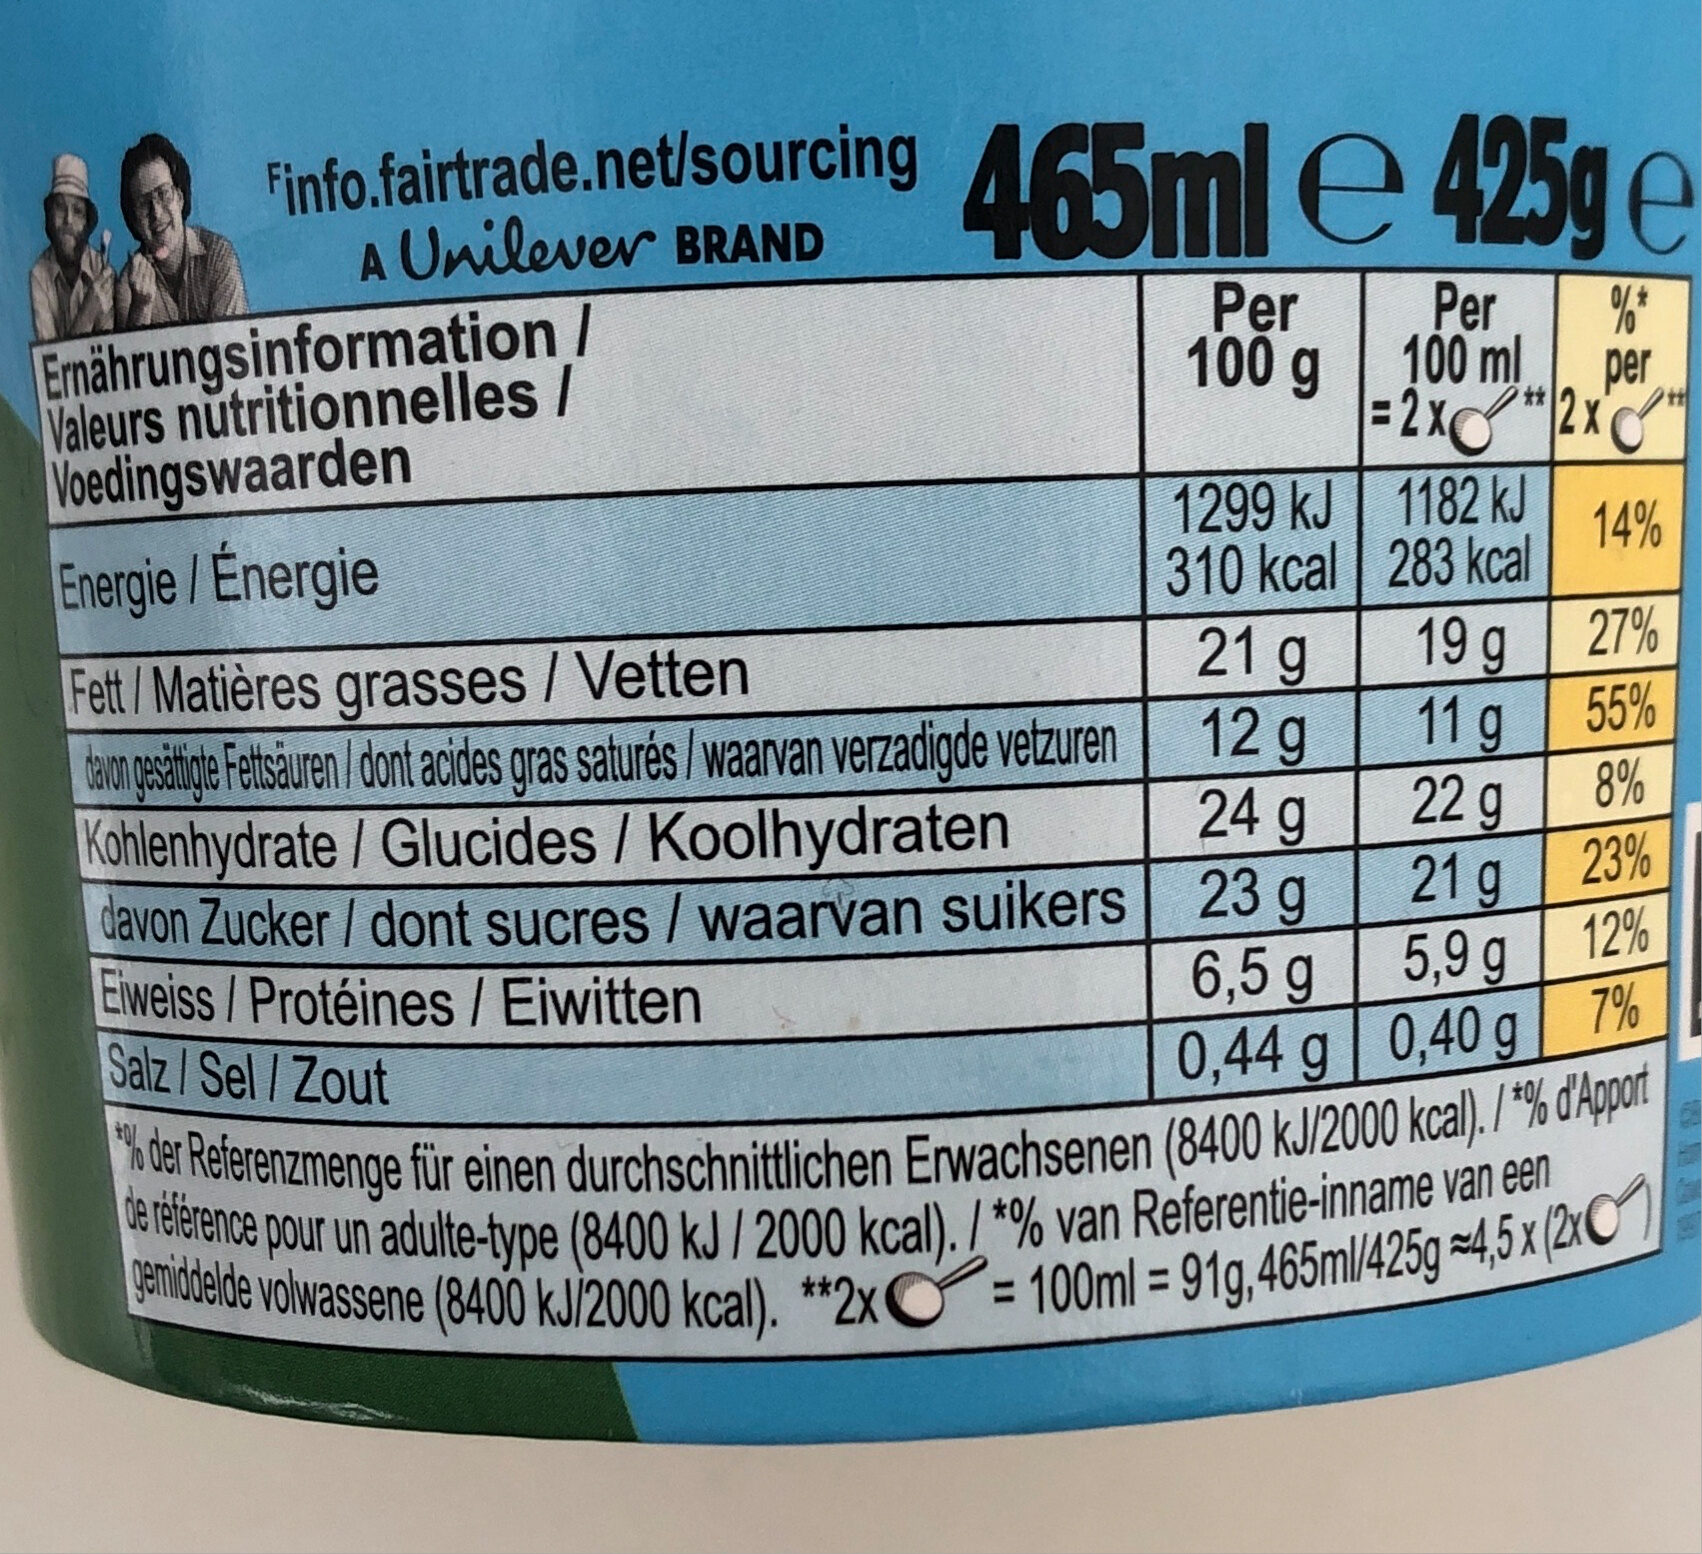 Finfo.fairtrade.net/sourcing
A Unilever BRAND
465ml e 425g e
Ernährungsinformation /
Valeurs nutritionnelles /
Voedingswaarden
Per 100 g
Per 100 ml = 2 x **
%* per 2 x **
Energie / Énergie 1299 kJ 310 kcal 1182 kJ 283 kcal 14%
Fett / Matières grasses / Vetten 21 g 19 g 27%
davon gesättigte Fettsäuren / dont acides gras saturés / waarvan verzadigde vetzuren 12 g 11 g 55%
Kohlenhydrate / Glucides / Koolhydraten 24 g 22 g 8%
davon Zucker / dont sucres / waarvan suikers 23 g 21 g 23%
Eiweiss / Protéines / Eiwitten 6,5 g 5,9 g 12%
Salz / Sel / Zout 0,44 g 0,40 g 7%
*% der Referenzmenge für einen durchschnittlichen Erwachsenen (8400 kJ/2000 kcal). / *% d'Apport
de référence pour un adulte-type (8400 kJ / 2000 kcal). / *% van Referentie-inname van een
gemiddelde volwassene (8400 kJ/2000 kcal). **2x = 100ml = 91g, 465ml/425g ≈4,5 x (2x )